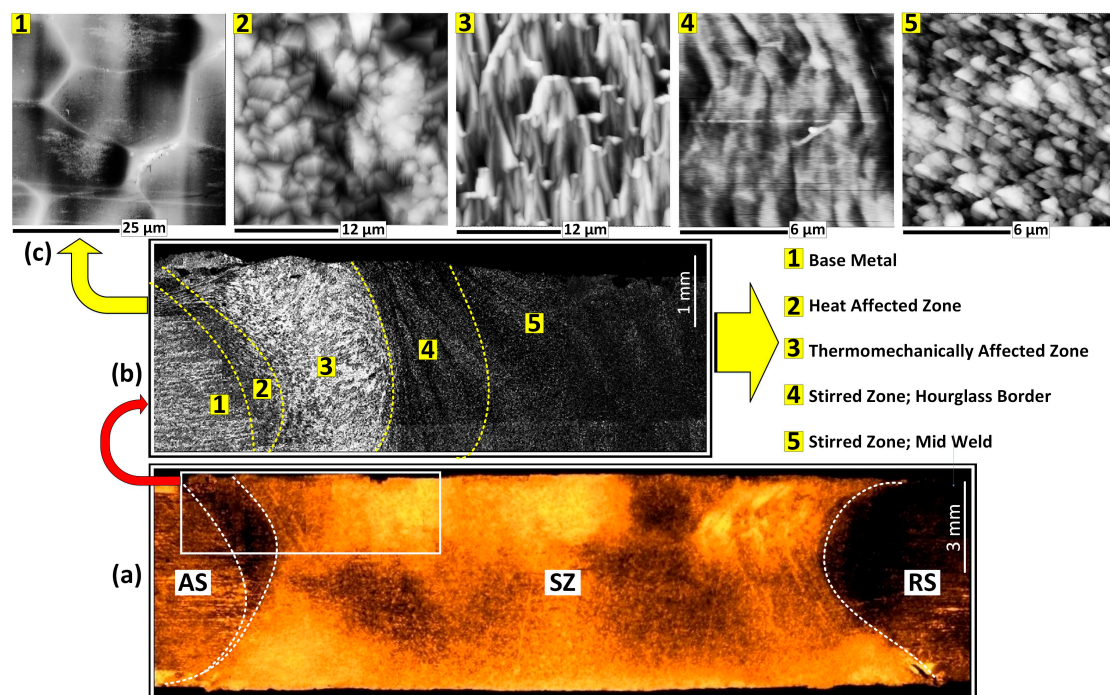 1
2
3
4
5
25 µm
12 µm
12 µm
6 µm
6 µm
(c)
1 mm
1
2
3
4
5
(b)
1 Base Metal
2 Heat Affected Zone
3 Thermomechanically Affected Zone
4 Stirred Zone; Hourglass Border
5 Stirred Zone; Mid Weld
(a)
AS
SZ
RS
3 mm